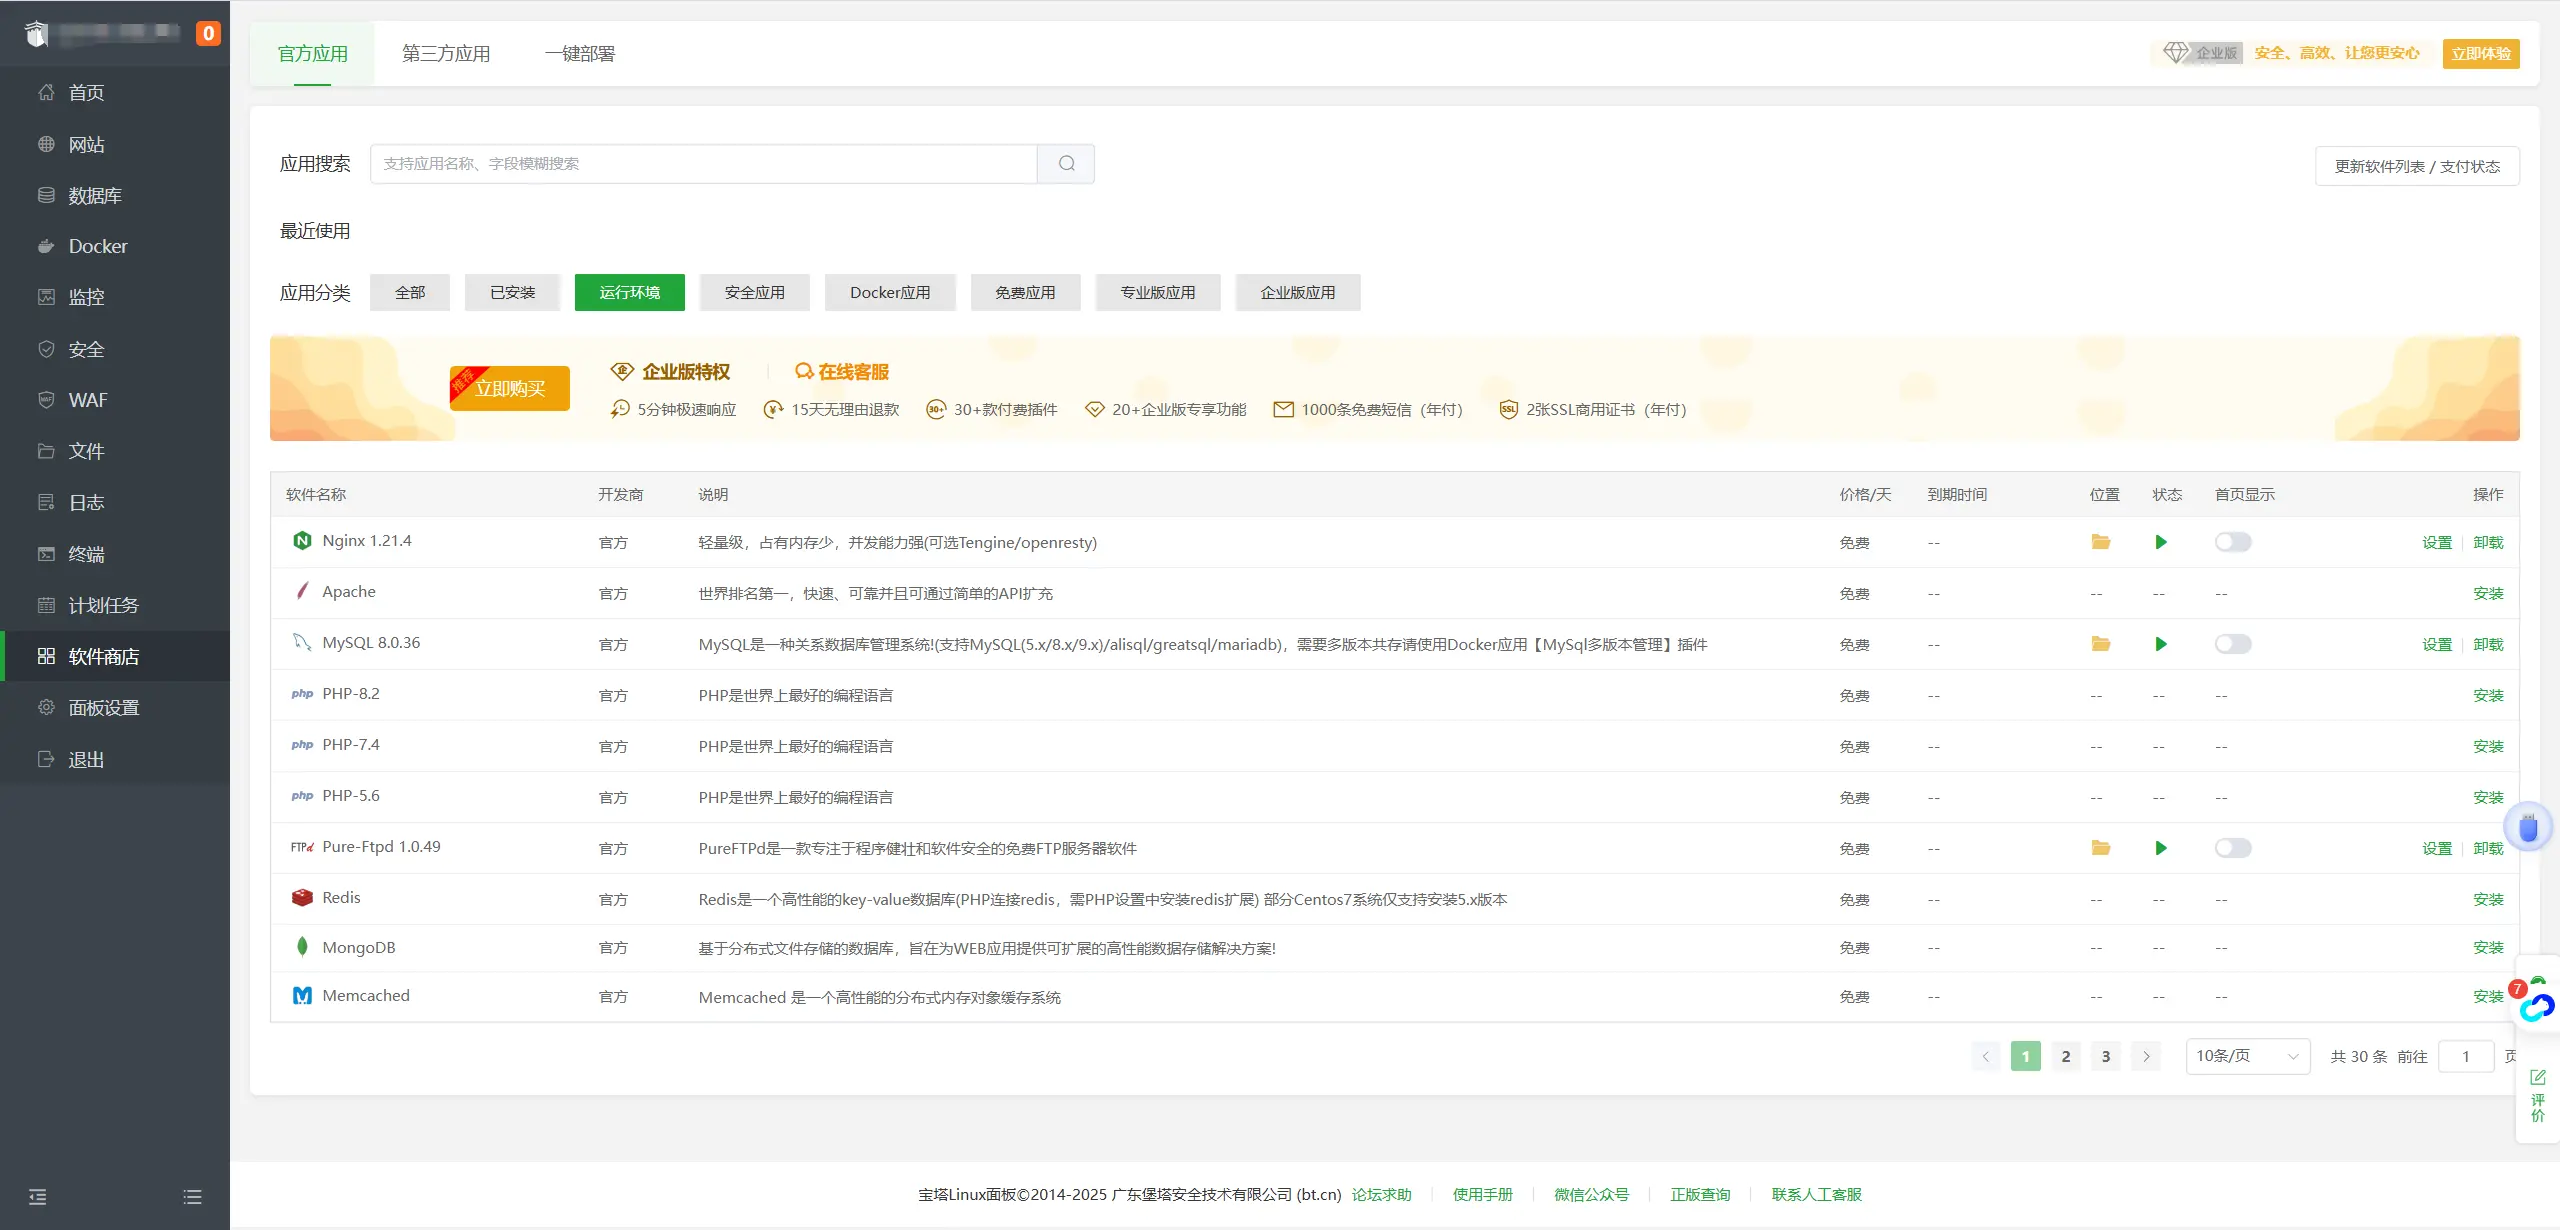 0
首页
网站
数据库
Docker
监控
安全
WAF
文件
日志
终端
计划任务
软件商店
面板设置
退出
官方应用 第三方应用 一键部署
企业版 安全、高效、让您更安心 立即体验
应用搜索 支持应用名称、字段模糊搜索 更新软件列表 / 支付状态
最近使用
应用分类 全部 已安装 运行环境 安全应用 Docker应用 免费应用 专业版应用 企业版应用
推荐 立即购买 企业版特权 在线客服
5分钟极速响应 15天无理由退款 30+款付费插件 20+企业版专享功能 1000条免费短信（年付） 2张SSL商用证书（年付）
软件名称 开发商 说明 价格/天 到期时间 位置 状态 首页显示 操作
Nginx 1.21.4 官方 轻量级，占有内存少，并发能力强(可选Tengine/openresty) 免费 -- 设置 卸载
Apache 官方 世界排名第一，快速、可靠并且可通过简单的API扩充 免费 -- -- -- -- 安装
MySQL 8.0.36 官方 MySQL是一种关系数据库管理系统!(支持MySQL(5.x/8.x/9.x)/alisql/greatsql/mariadb)，需要多版本共存请使用Docker应用【MySql多版本管理】插件 免费 -- 设置 卸载
php PHP-8.2 官方 PHP是世界上最好的编程语言 免费 -- -- -- -- 安装
php PHP-7.4 官方 PHP是世界上最好的编程语言 免费 -- -- -- -- 安装
php PHP-5.6 官方 PHP是世界上最好的编程语言 免费 -- -- -- -- 安装
FTPd Pure-Ftpd 1.0.49 官方 PureFTPd是一款专注于程序健壮和软件安全的免费FTP服务器软件 免费 -- 设置 卸载
Redis 官方 Redis是一个高性能的key-value数据库(PHP连接redis，需PHP设置中安装redis扩展) 部分Centos7系统仅支持安装5.x版本 免费 -- -- -- -- 安装
MongoDB 官方 基于分布式文件存储的数据库，旨在为WEB应用提供可扩展的高性能数据存储解决方案! 免费 -- -- -- -- 安装
Memcached 官方 Memcached 是一个高性能的分布式内存对象缓存系统 免费 -- -- -- -- 安装
7
1 2 3 10条/页 共 30 条 前往 1 页
评价
宝塔Linux面板©2014-2025 广东堡塔安全技术有限公司 (bt.cn) 论坛求助 使用手册 微信公众号 正版查询 联系人工客服